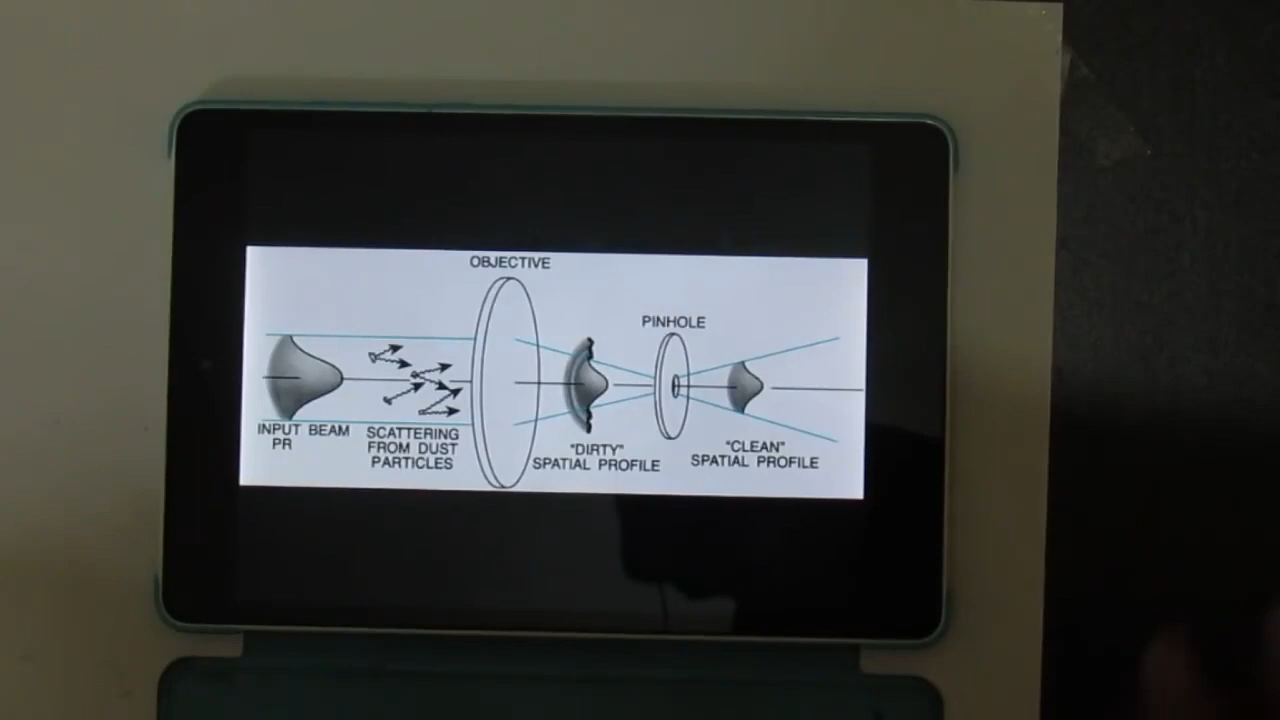 OBJECTIVE
PINHOLE
INPUT BEAM
PR
SCATTERING
FROM DUST
PARTICLES
"DIRTY"
SPATIAL PROFILE
"CLEAN"
SPATIAL PROFILE